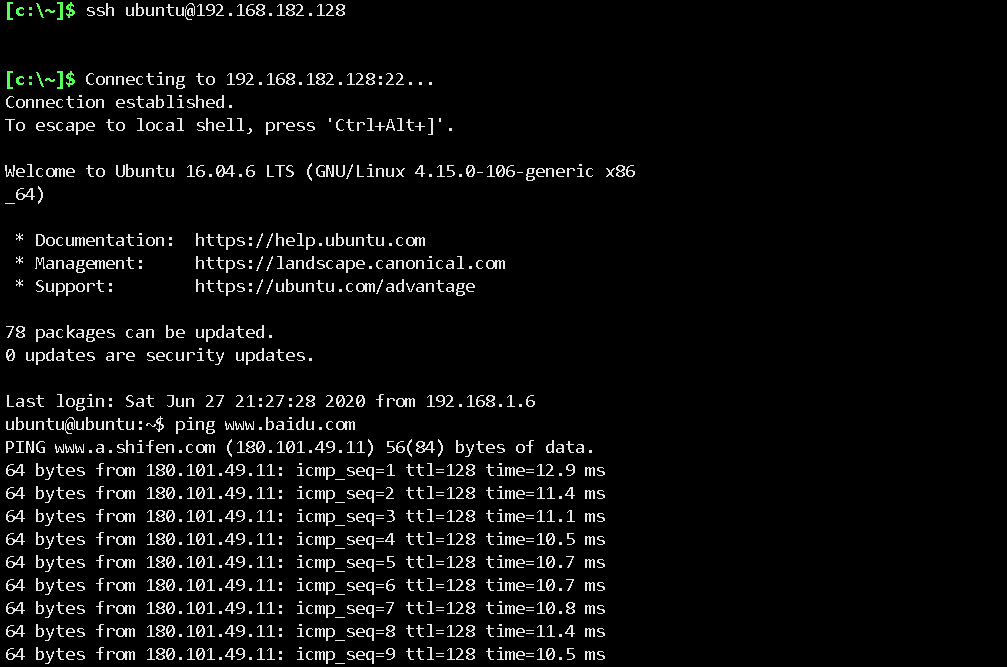 [c:\~]$ ssh ubuntu@192.168.182.128
[c:\~]$ Connecting to 192.168.182.128:22...
Connection established.
To escape to local shell, press 'Ctrl+Alt+]'.
Welcome to Ubuntu 16.04.6 LTS (GNU/Linux 4.15.0-106-generic x86
_64)
 * Documentation:  https://help.ubuntu.com
 * Management:     https://landscape.canonical.com
 * Support:        https://ubuntu.com/advantage
78 packages can be updated.
0 updates are security updates.
Last login: Sat Jun 27 21:27:28 2020 from 192.168.1.6
ubuntu@ubuntu:~$ ping www.baidu.com
PING www.a.shifen.com (180.101.49.11) 56(84) bytes of data.
64 bytes from 180.101.49.11: icmp_seq=1 ttl=128 time=12.9 ms
64 bytes from 180.101.49.11: icmp_seq=2 ttl=128 time=11.4 ms
64 bytes from 180.101.49.11: icmp_seq=3 ttl=128 time=11.1 ms
64 bytes from 180.101.49.11: icmp_seq=4 ttl=128 time=10.5 ms
64 bytes from 180.101.49.11: icmp_seq=5 ttl=128 time=10.7 ms
64 bytes from 180.101.49.11: icmp_seq=6 ttl=128 time=10.7 ms
64 bytes from 180.101.49.11: icmp_seq=7 ttl=128 time=10.8 ms
64 bytes from 180.101.49.11: icmp_seq=8 ttl=128 time=11.4 ms
64 bytes from 180.101.49.11: icmp_seq=9 ttl=128 time=10.5 ms